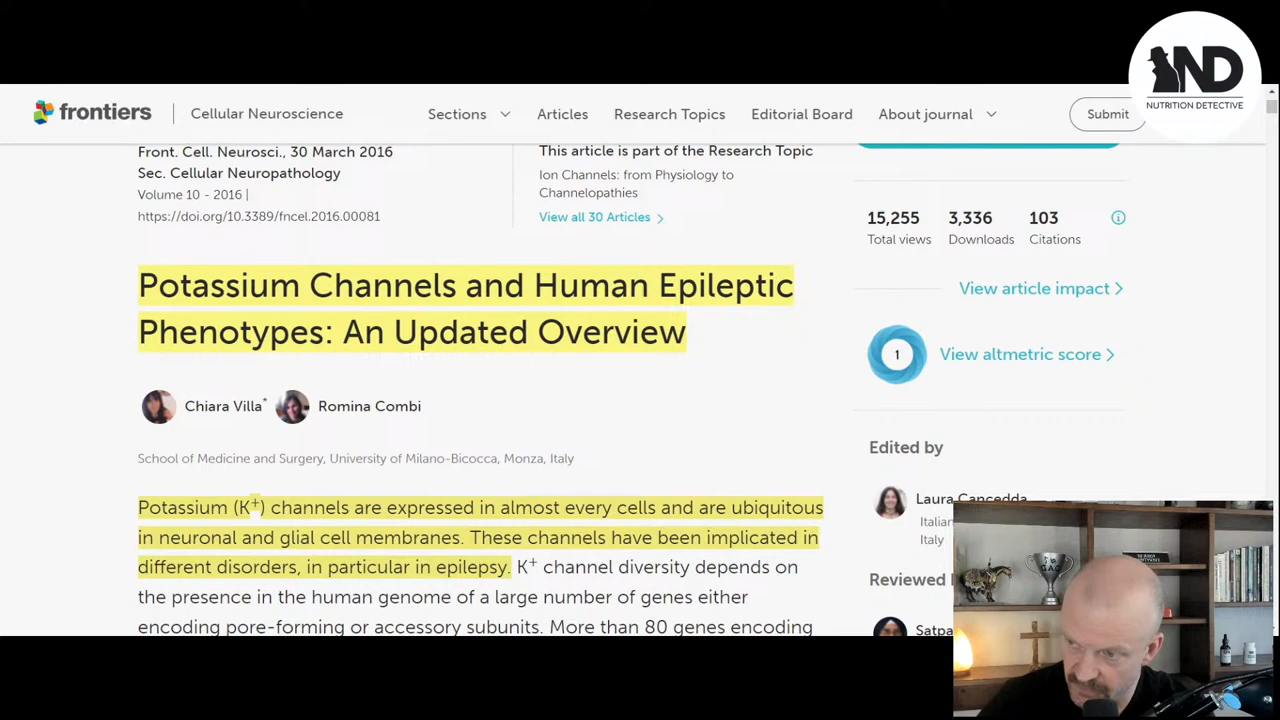 ND
NUTRITION DETECTIVE
frontiers
Cellular Neuroscience
Sections
Articles
Research Topics
Editorial Board
About journal
Submit
Front. Cell. Neurosci., 30 March 2016
Sec. Cellular Neuropathology
Volume 10 - 2016 |
https://doi.org/10.3389/fncel.2016.00081
This article is part of the Research Topic
Ion Channels: from Physiology to
Channelopathies
View all 30 Articles
15,255
Total views
3,336
Downloads
103
Citations
Potassium Channels and Human Epileptic
Phenotypes: An Updated Overview
View article impact
1
View altmetric score
Chiara Villa*
Romina Combi
School of Medicine and Surgery, University of Milano-Bicocca, Monza, Italy
Potassium (K+) channels are expressed in almost every cells and are ubiquitous
in neuronal and glial cell membranes. These channels have been implicated in
different disorders, in particular in epilepsy. K+ channel diversity depends on
the presence in the human genome of a large number of genes either
encoding pore-forming or accessory subunits. More than 80 genes encoding
Edited by
Laura Cancedda
Italian
Italy
Reviewed
Satpa